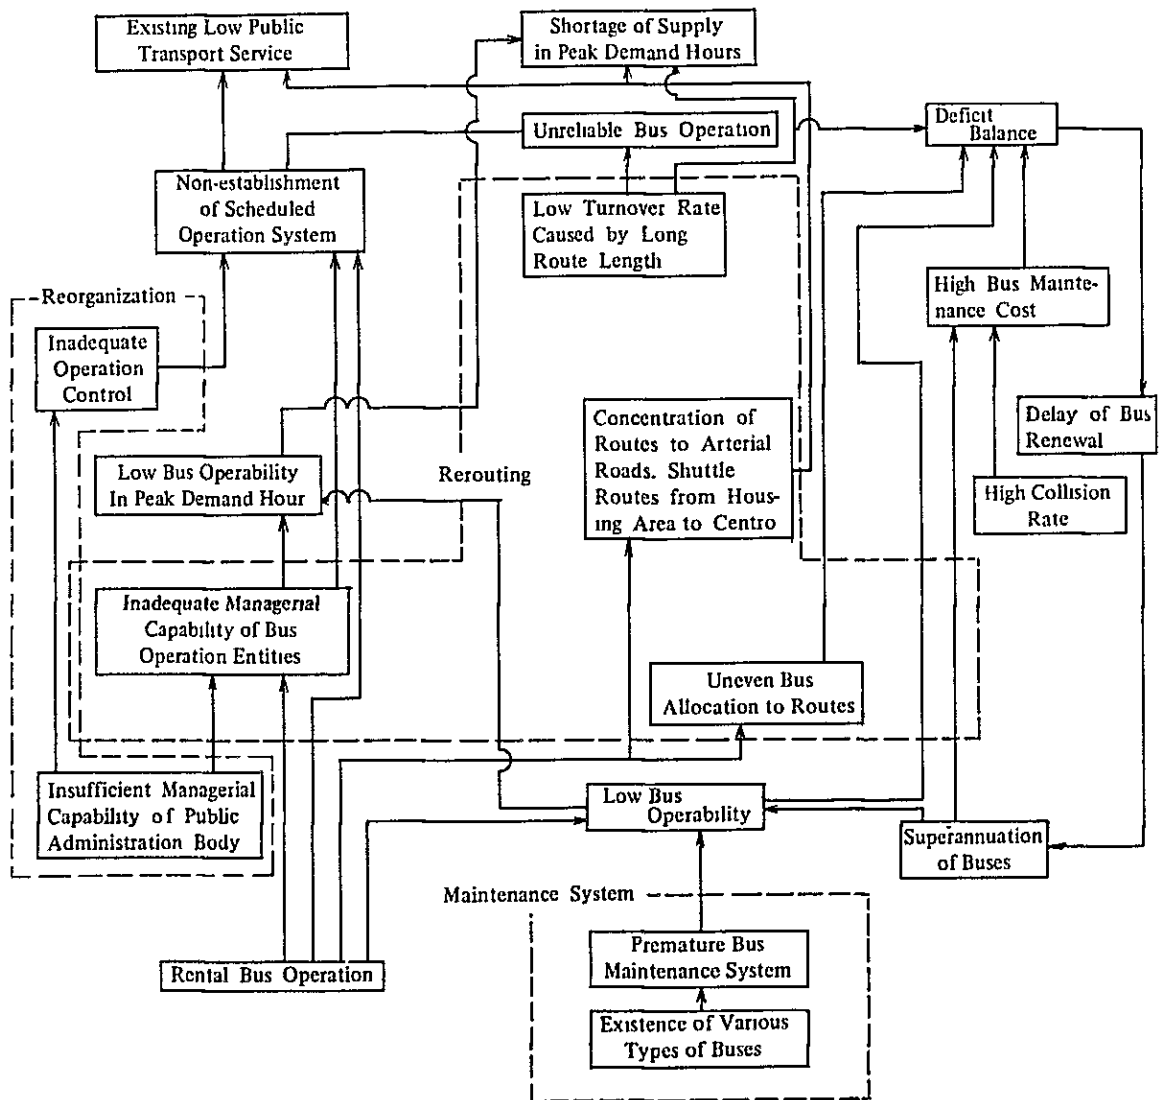 Existing Low Public
Transport Service
Shortage of Supply
in Peak Demand Hours
Unreliable Bus Operation
Deficit
Balance
Non-establishment
of Scheduled
Operation System
Low Turnover Rate
Caused by Long
Route Length
High Bus Mainte-
nance Cost
Reorganization
Inadequate
Operation
Control
Concentration of
Routes to Arterial
Roads. Shuttle
Routes from Hous-
ing Area to Centro
Delay of Bus
Renewal
Low Bus Operability
In Peak Demand Hour
Rerouting
High Collision
Rate
Inadequate Managerial
Capability of Bus
Operation Entities
Uneven Bus
Allocation to Routes
Insufficient Managerial
Capability of Public
Administration Body
Low Bus
Operability
Superannuation
of Buses
Maintenance System
Premature Bus
Maintenance System
Rental Bus Operation
Existence of Various
Types of Buses